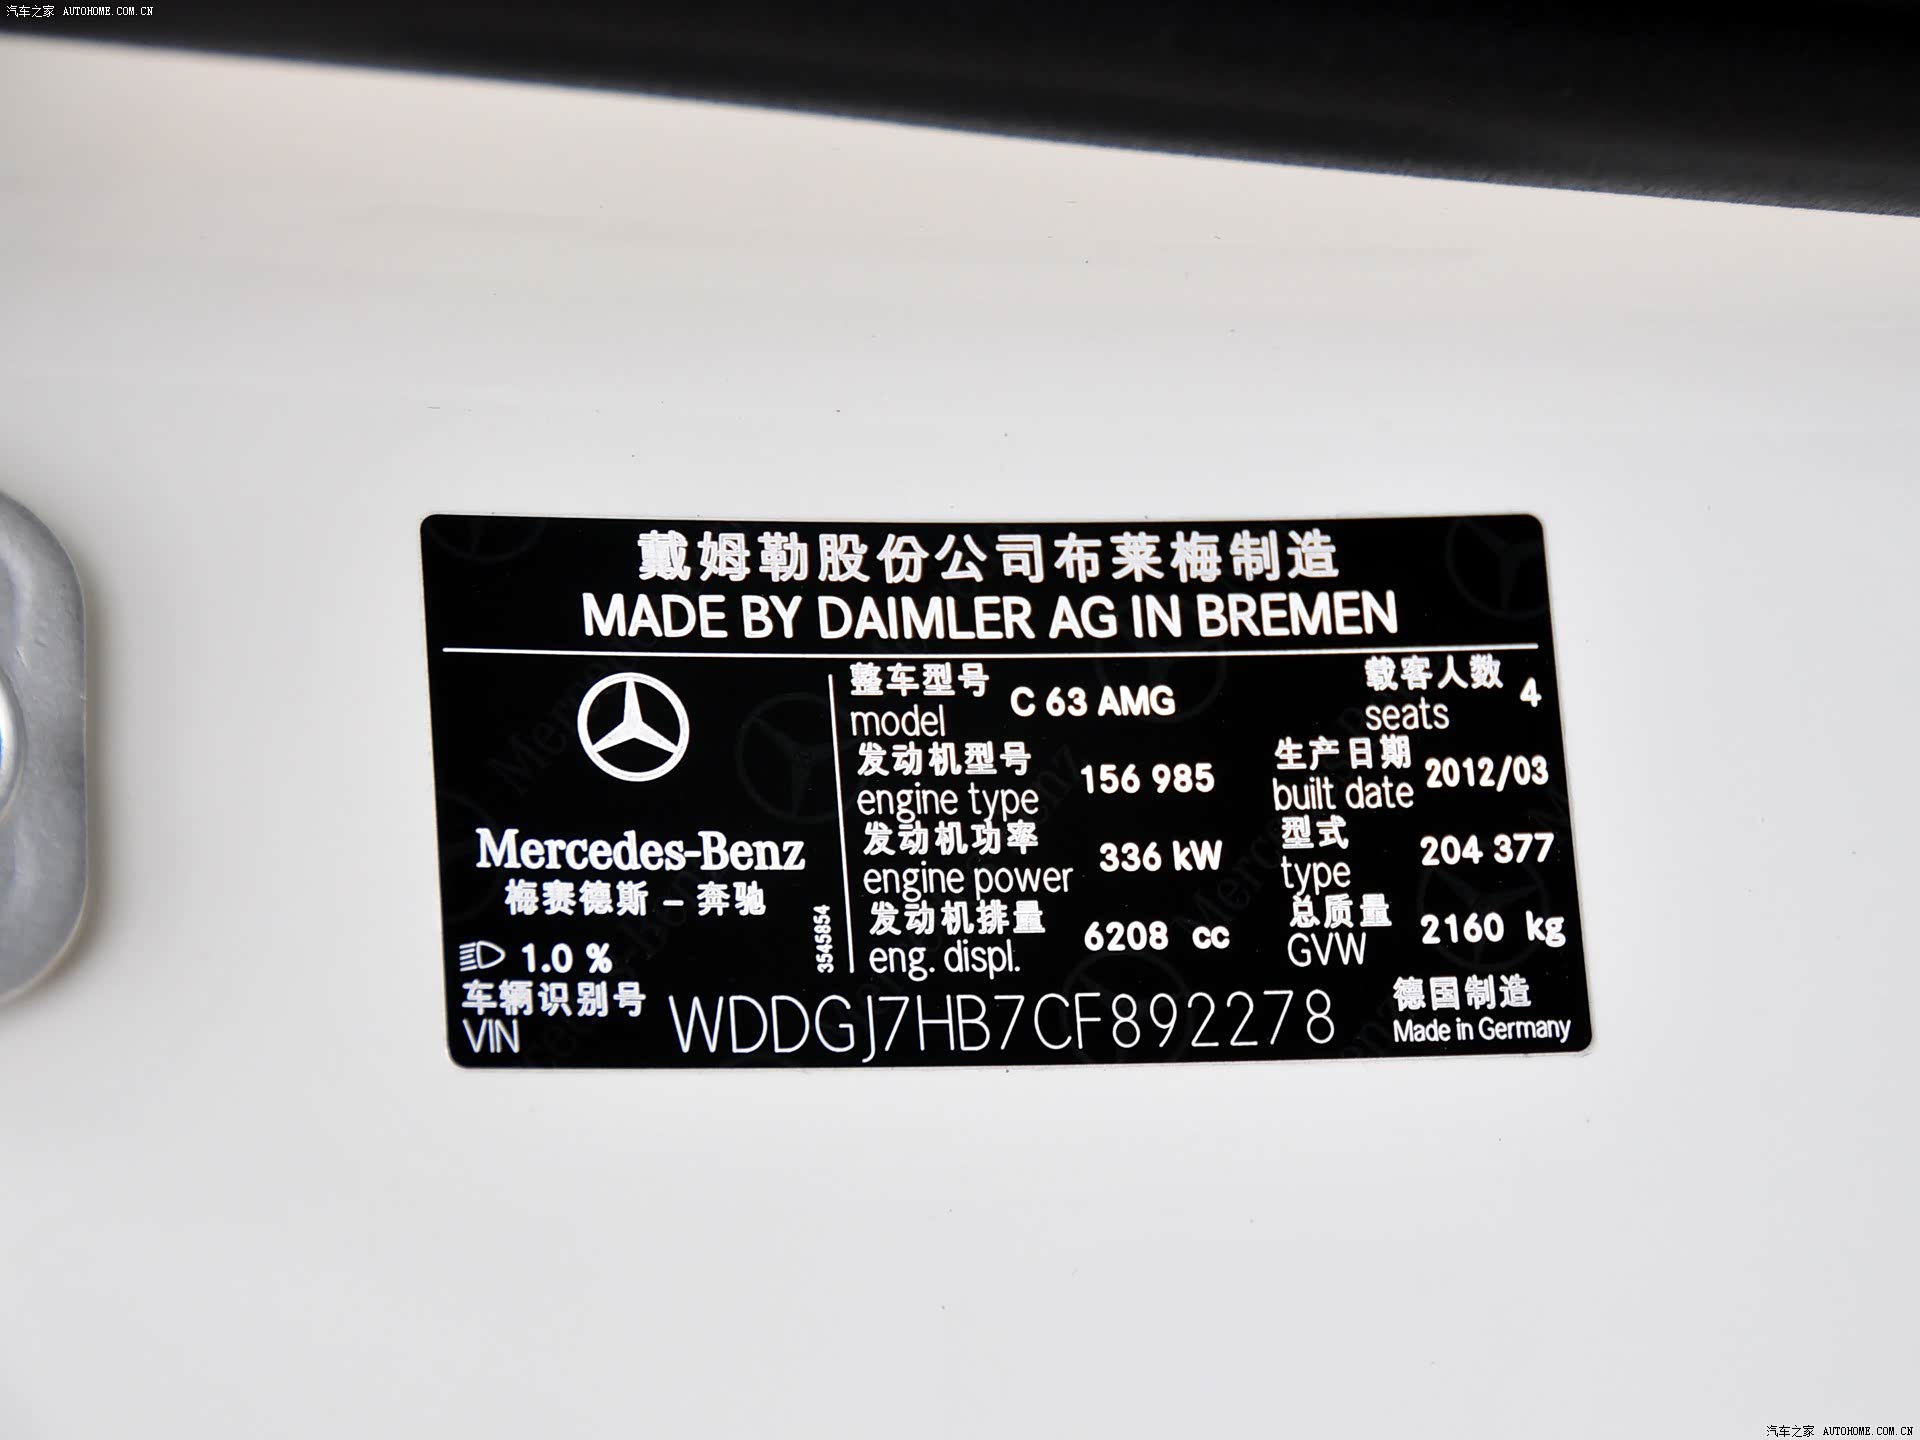 汽车之家 AUTOHOME.COM.CN
戴姆勒股份公司布莱梅制造
MADE BY DAIMLER AG IN BREMEN
整车型号 C 63 AMG 载客人数 4
model seats
发动机型号 156 985 生产日期 2012/03
engine type built date
发动机功率 336 kW 型式 204 377
engine power type
发动机排量 6208 cc 总质量 2160 kg
eng. displ. GVW
Mercedes-Benz
梅赛德斯 – 奔驰
3545854
1.0 %
车辆识别号 WDDGJ7HB7CF892278 德国制造
VIN Made in Germany
汽车之家 AUTOHOME.COM.CN